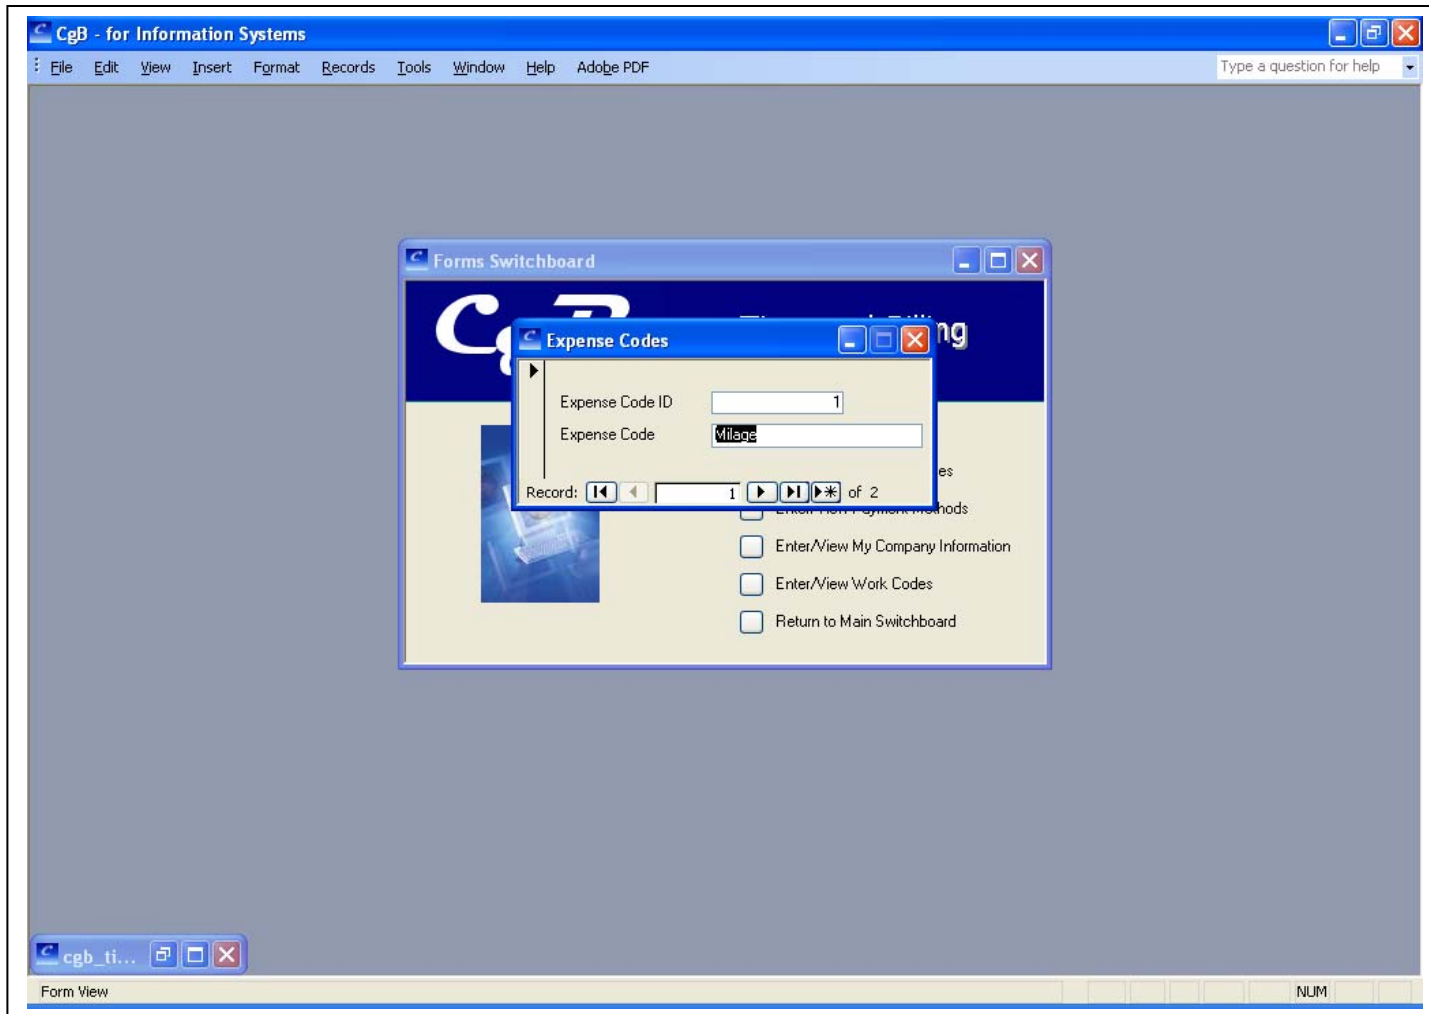 CgB - for Information Systems
File Edit View Insert Format Records Tools Window Help Adobe PDF Type a question for help
Forms Switchboard
Expense Codes
Expense Code ID 1
Expense Code Milage
Record: 1 of 2
Enter/View My Company Information
Enter/View Work Codes
Return to Main Switchboard
cgb_ti...
Form View NUM